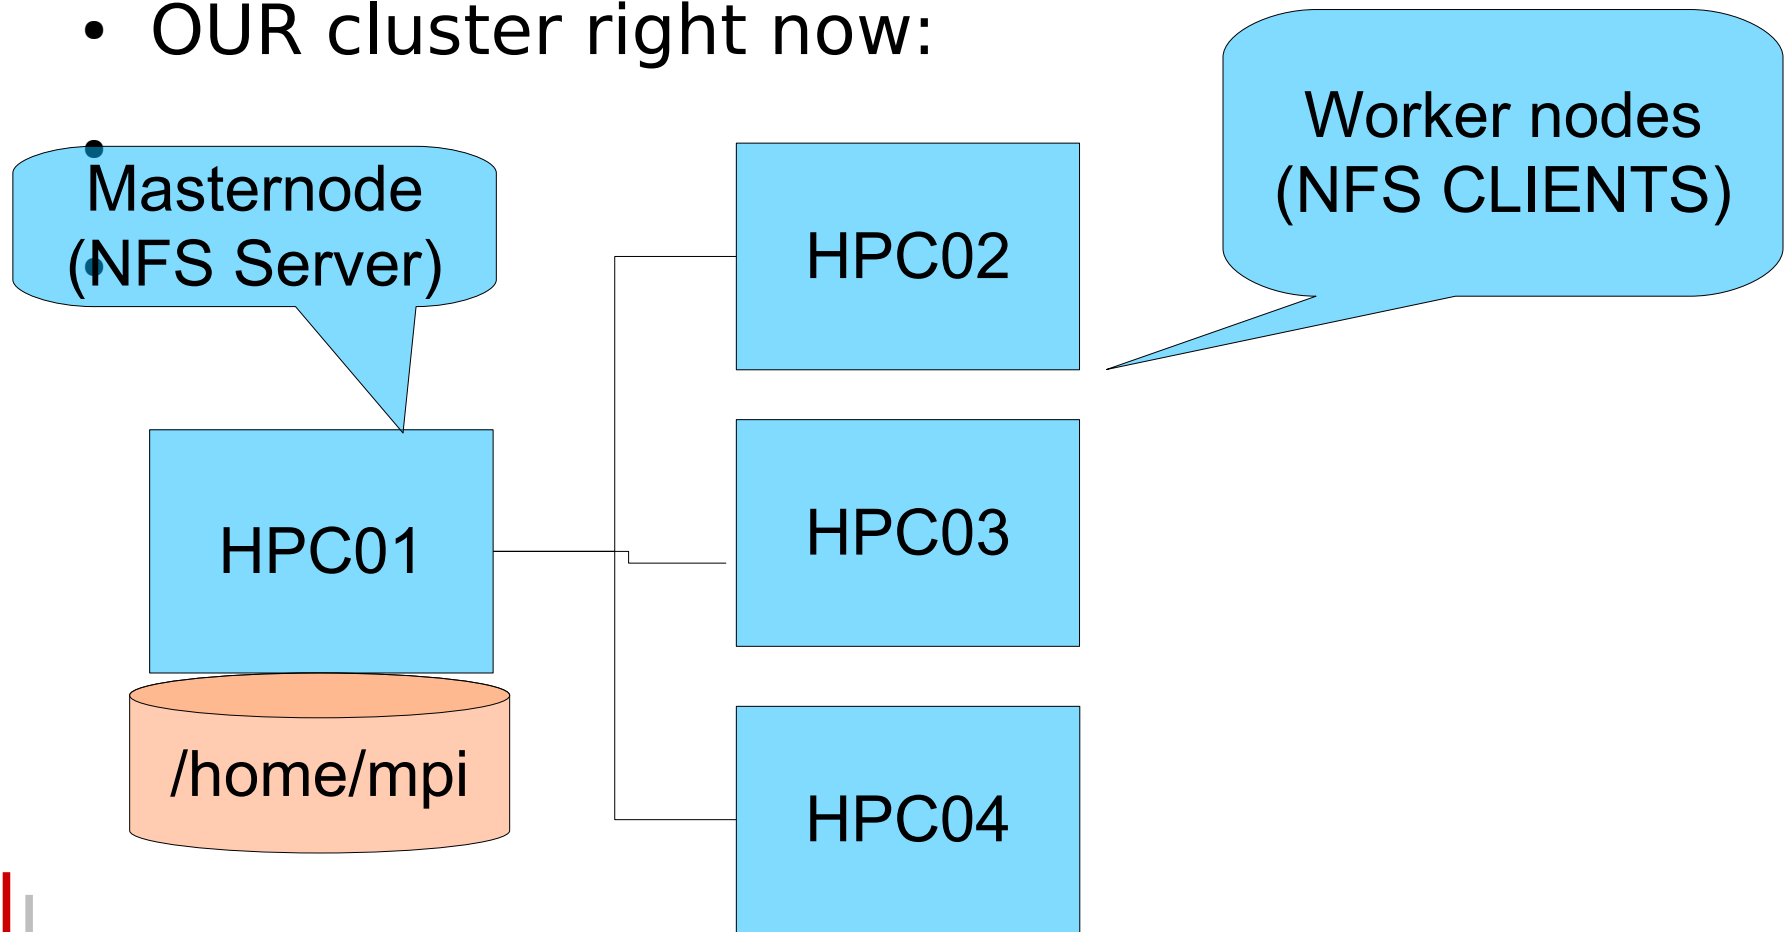 • OUR cluster right now:
•
Masternode
(NFS Server)
•
Worker nodes
(NFS CLIENTS)
HPC02
HPC01
HPC03
/home/mpi
HPC04